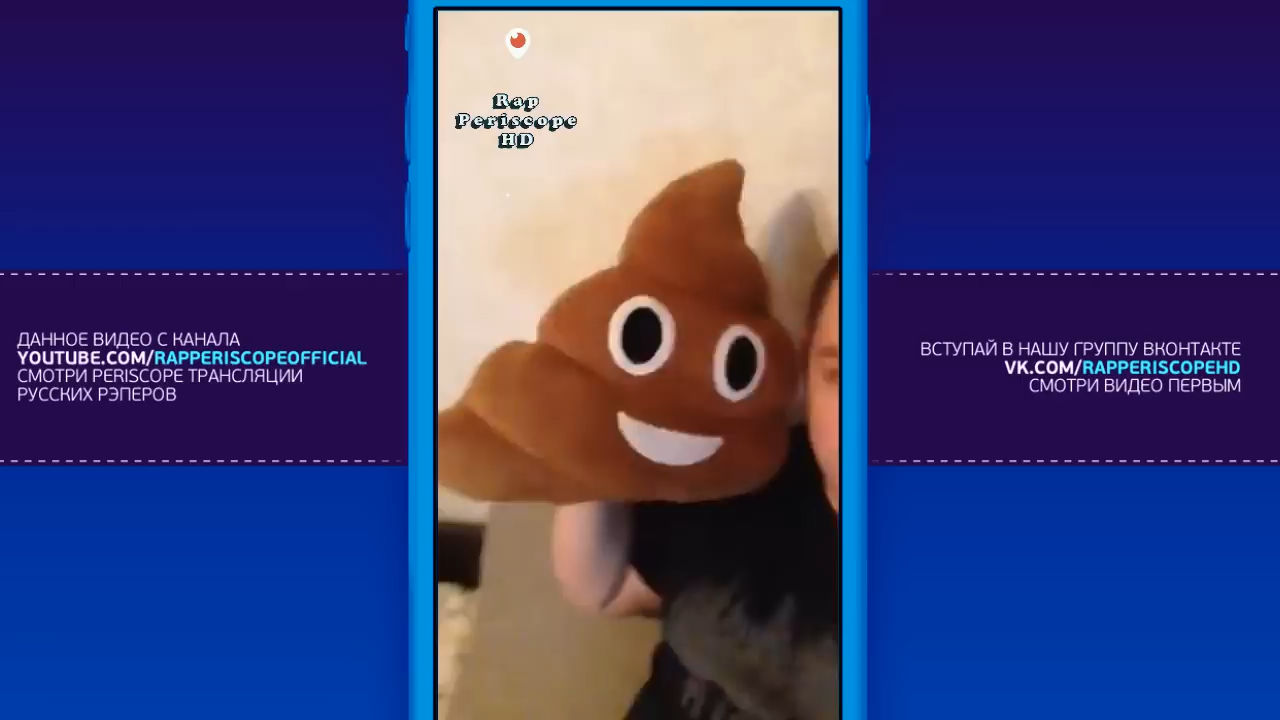 Rap
Periscope
HD
ДАННОЕ ВИДЕО С КАНАЛА
YOUTUBE.COM/RAPPERISCOPEOFFICIAL
СМОТРИ PERISCOPE ТРАНСЛЯЦИИ
РУССКИХ РЭПЕРОВ
ВСТУПАЙ В НАШУ ГРУППУ ВКОНТАКТЕ
VK.COM/RAPPERISCOPEHD
СМОТРИ ВИДЕО ПЕРВЫМ